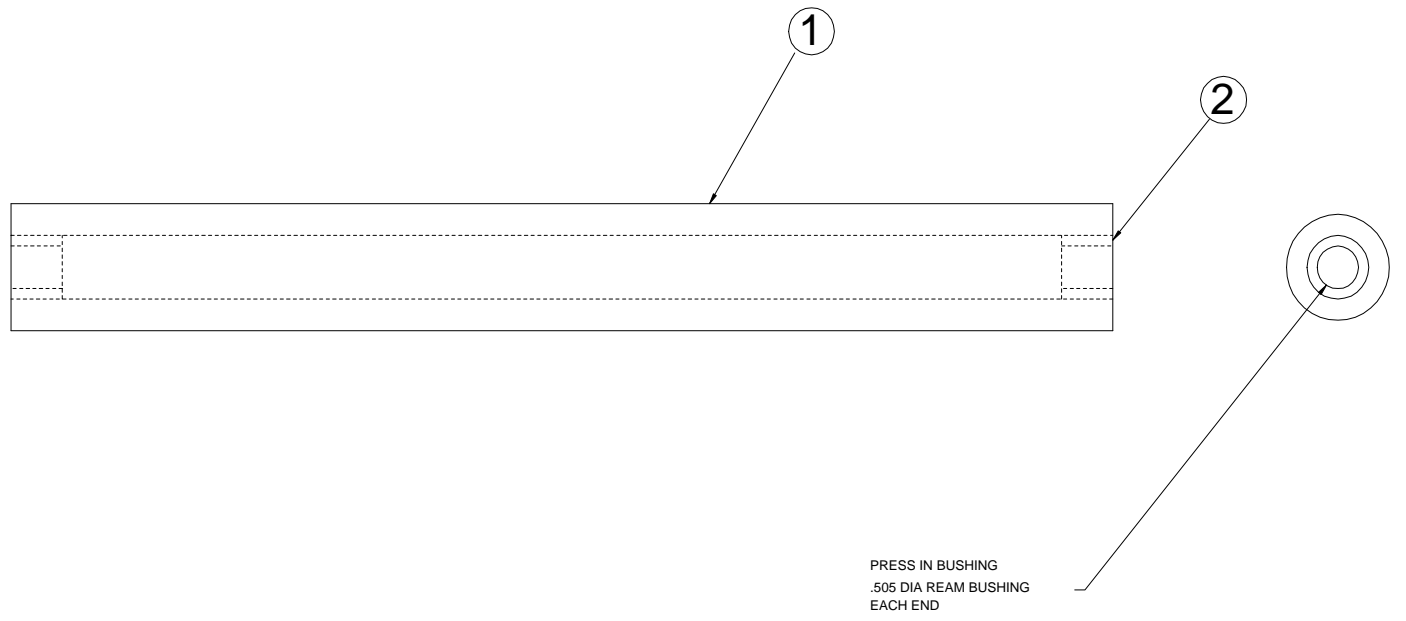 1
2
PRESS IN BUSHING
.505 DIA REAM BUSHING
EACH END